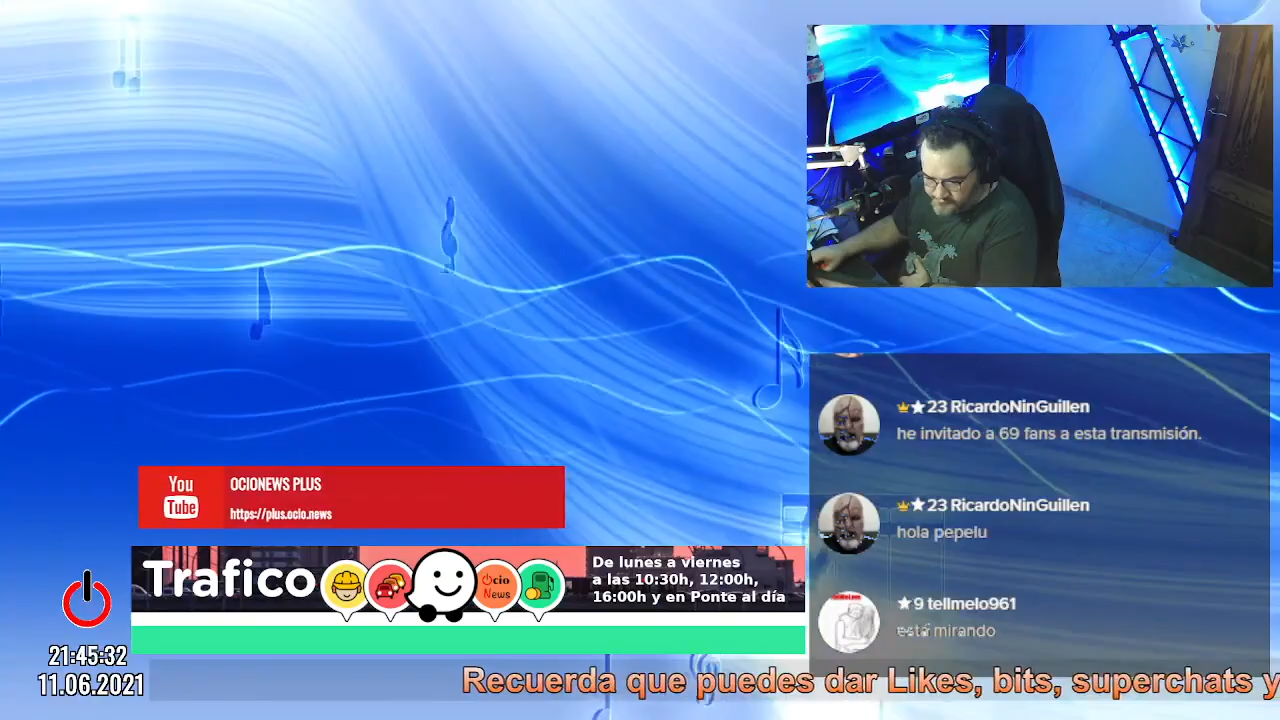 ★23 RicardoNinGuillen
he invitado a 69 fans a esta transmisión.
★23 RicardoNinGuillen
hola pepelu
★9 tellmelo961
está mirando
You
Tube
OCIONEWS PLUS
https://plus.ocio.news
Trafico
Ocio
News
De lunes a viernes
a las 10:30h, 12:00h,
16:00h y en Ponte al día
21:45:32
11.06.2021
Recuerda que puedes dar Likes, bits, superchats y